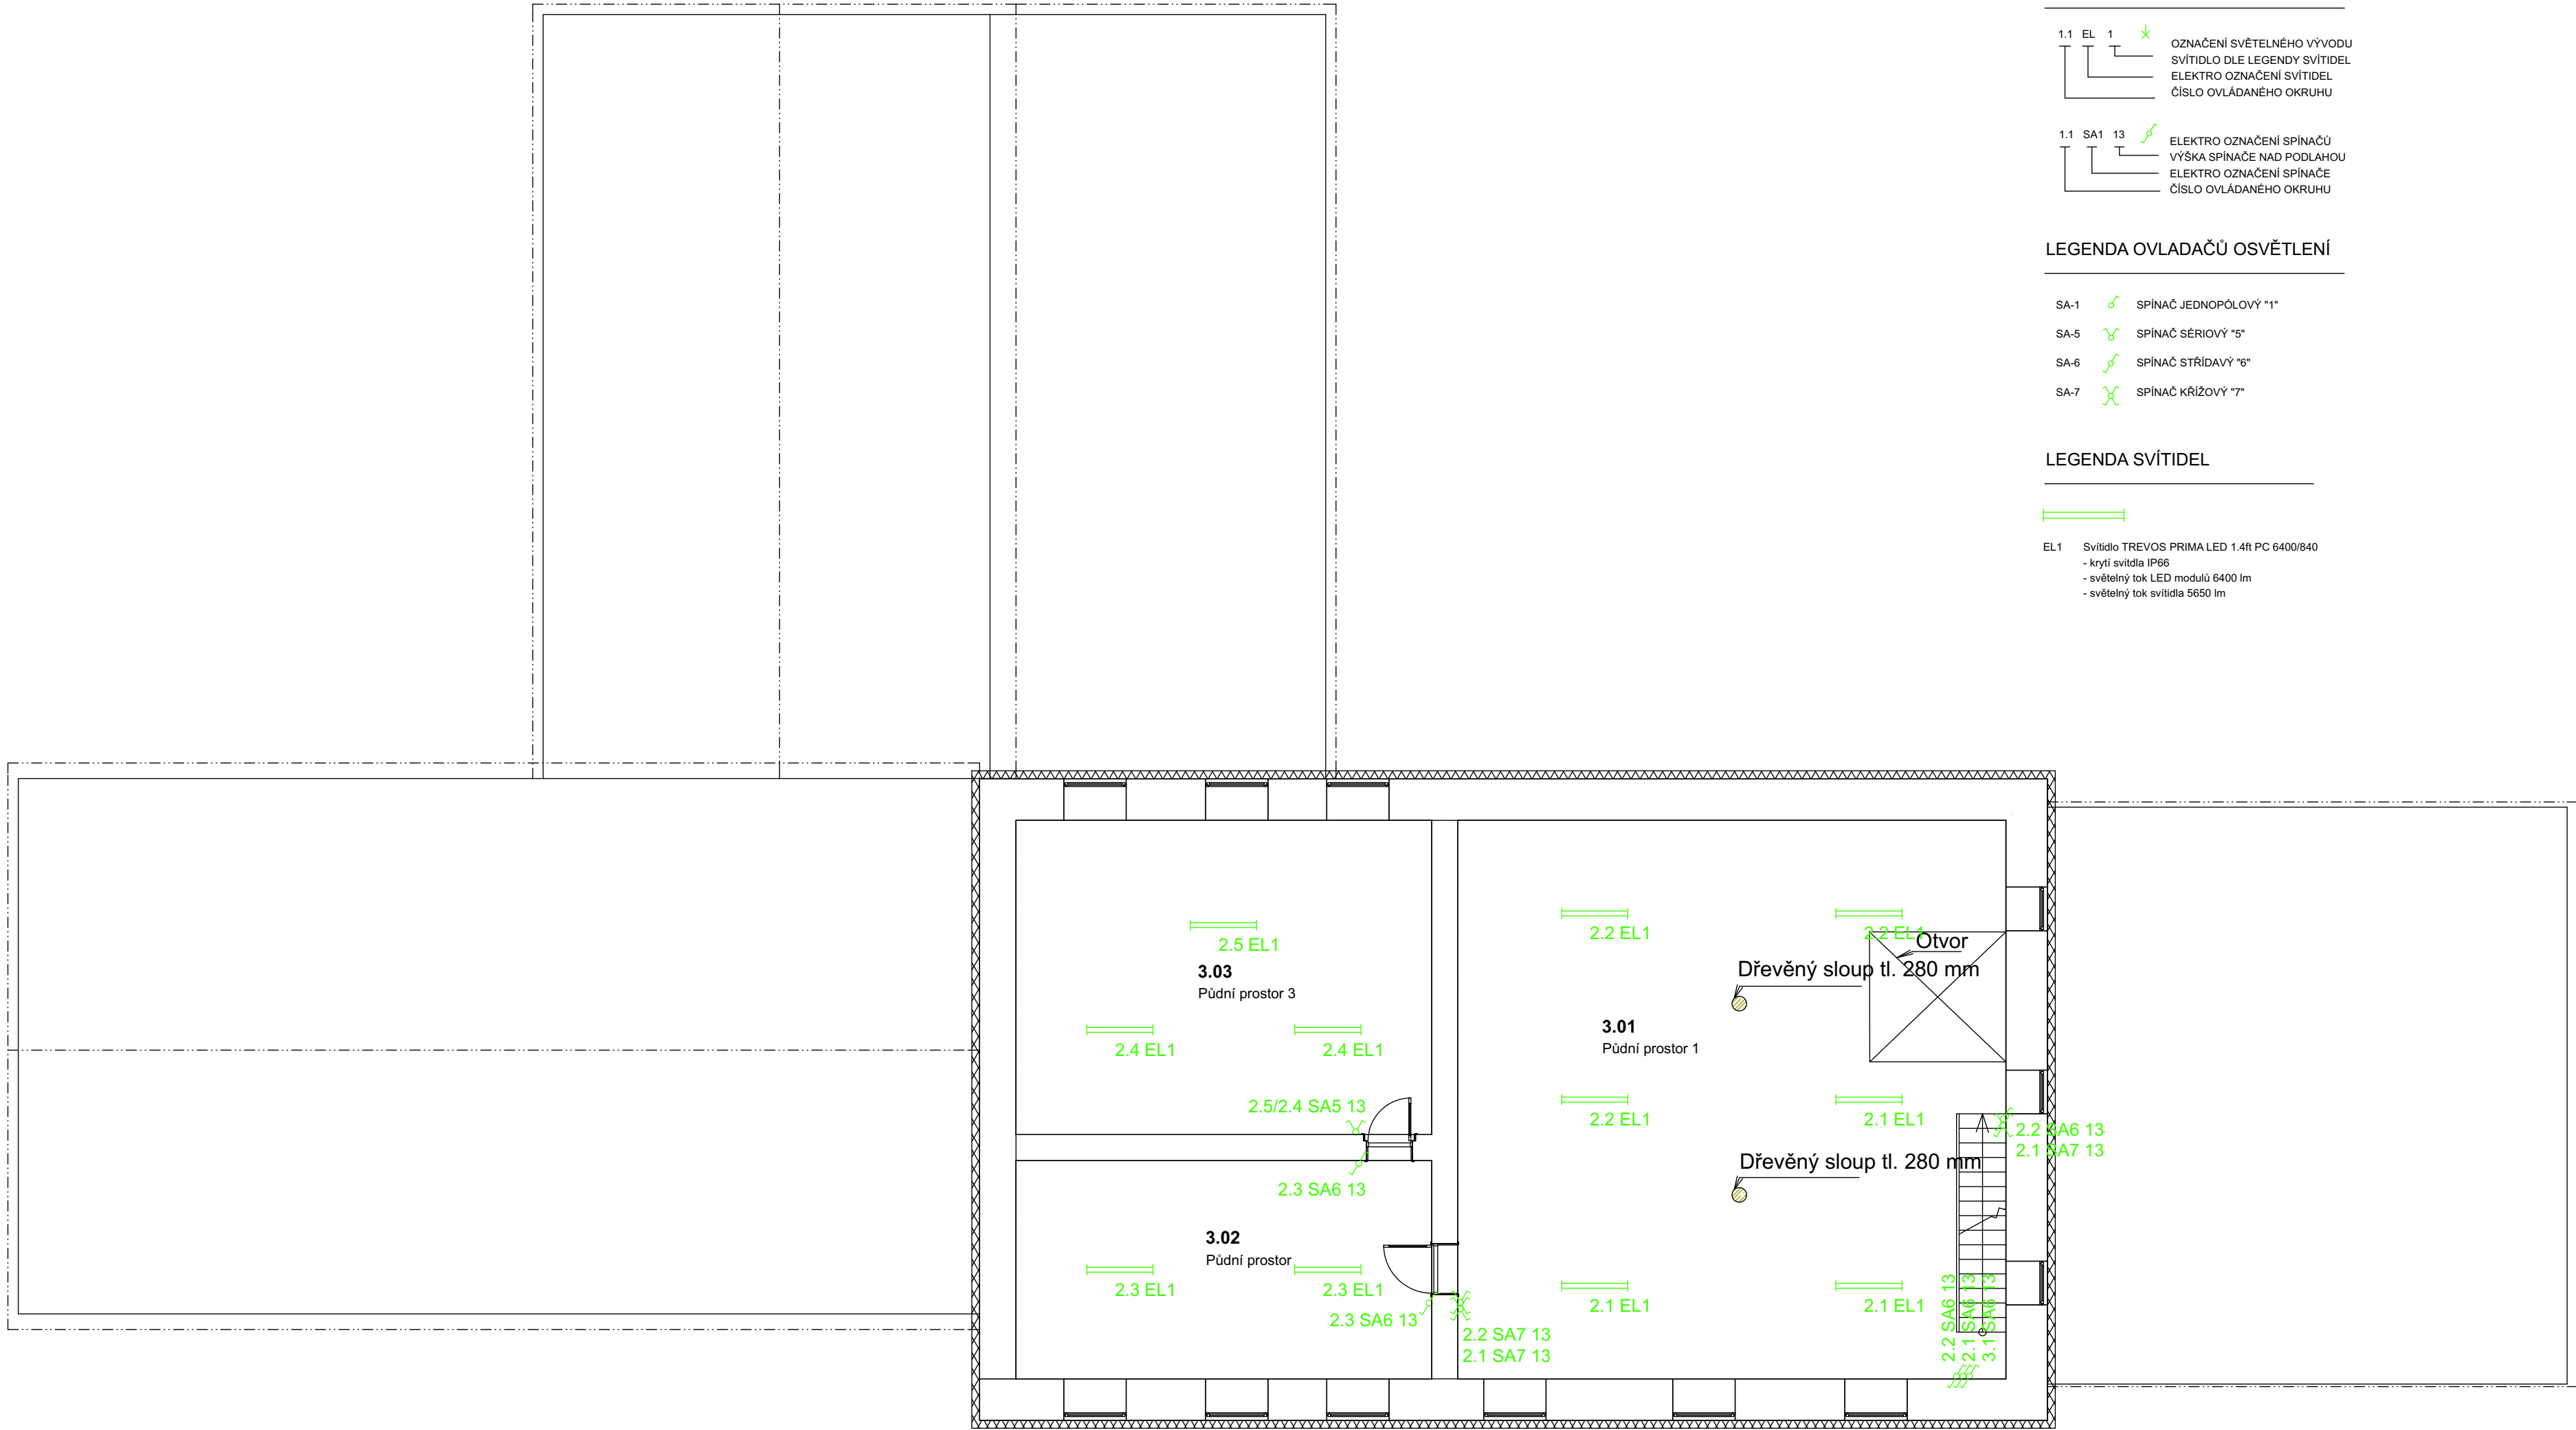 1.1 EL 1
OZNAČENÍ SVĚTELNÉHO VÝVODU
SVÍTIDLO DLE LEGENDY SVÍTIDEL
ELEKTRO OZNAČENÍ SVÍTIDEL
ČÍSLO OVLÁDANÉHO OKRUHU
1.1 SA1 13
ELEKTRO OZNAČENÍ SPÍNAČŮ
VÝŠKA SPÍNAČE NAD PODLAHOU
ELEKTRO OZNAČENÍ SPÍNAČE
ČÍSLO OVLÁDANÉHO OKRUHU
LEGENDA OVLADAČŮ OSVĚTLENÍ
SA-1 SPÍNAČ JEDNOPÓLOVÝ "1"
SA-5 SPÍNAČ SÉRIOVÝ "5"
SA-6 SPÍNAČ STŘÍDAVÝ "6"
SA-7 SPÍNAČ KŘÍŽOVÝ "7"
LEGENDA SVÍTIDEL
EL1 Svítidlo TREVOS PRIMA LED 1.4ft PC 6400/840
- krytí svitdla IP66
- světelný tok LED modulů 6400 lm
- světelný tok svítidla 5650 lm
2.5 EL1
3.03
Půdní prostor 3
2.4 EL1
2.4 EL1
2.5/2.4 SA5 13
2.3 SA6 13
3.02
Půdní prostor
2.3 EL1
2.3 EL1
2.3 SA6 13
2.2 EL1
2.2 EL1
Otvor
Dřevěný sloup tl. 280 mm
3.01
Půdní prostor 1
2.2 EL1
2.1 EL1
2.2 SA6 13
2.1 SA7 13
Dřevěný sloup tl. 280 mm
2.1 EL1
2.1 EL1
2.2 SA7 13
2.1 SA7 13
2.2 SA6 13
2.1 SA6 13
3.1 SA6 13